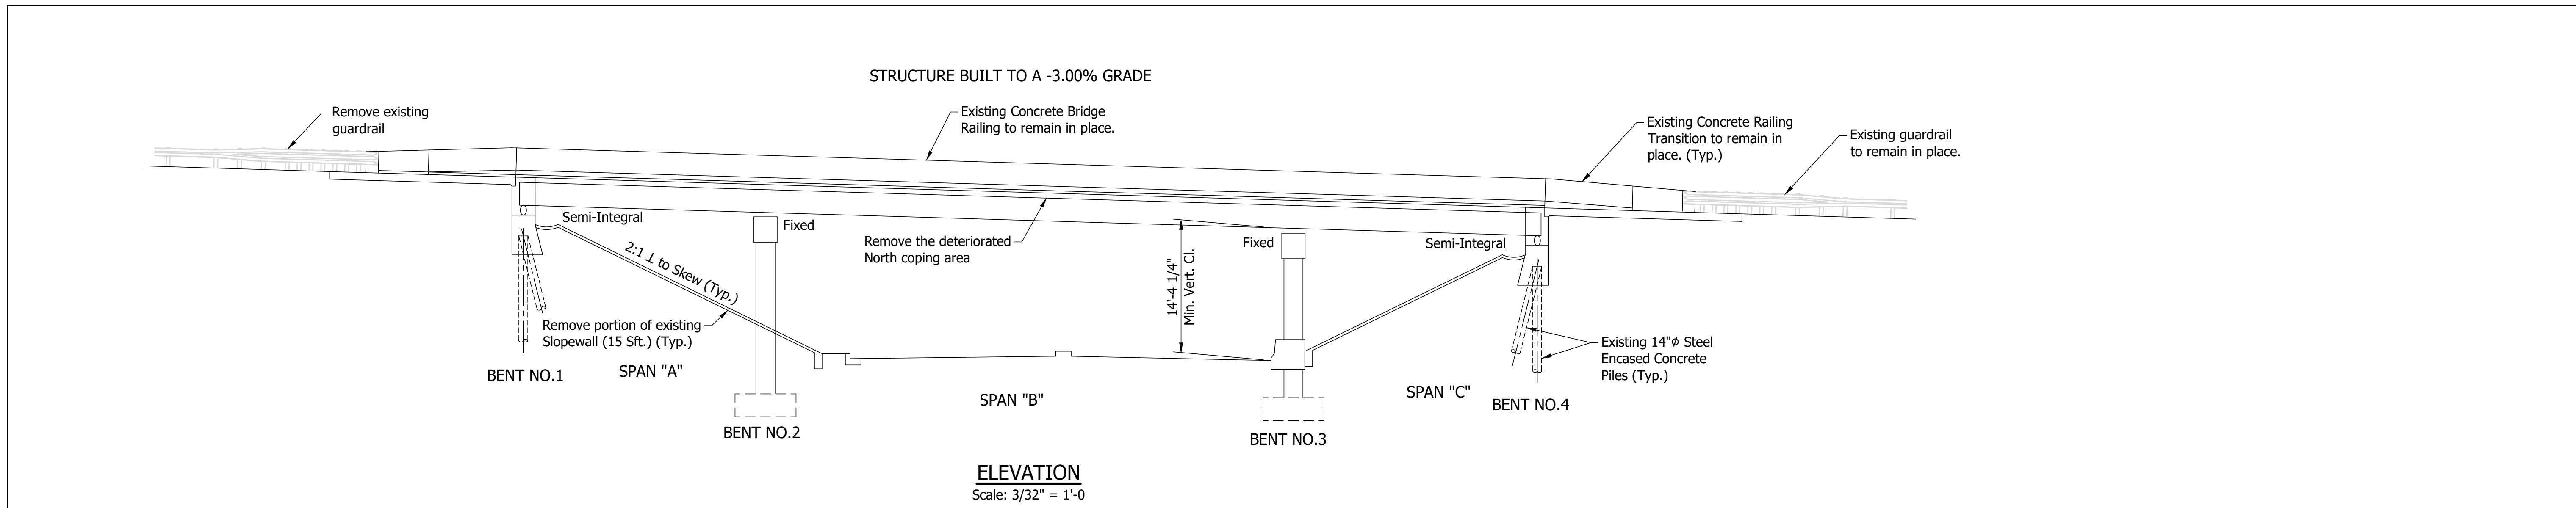 STRUCTURE BUILT TO A -3.00% GRADE
Remove existing
guardrail
Existing Concrete Bridge
Railing to remain in place.
Existing Concrete Railing
Transition to remain in
place. (Typ.)
Existing guardrail
to remain in place.
Semi-Integral
Fixed
2:1 ⊥ to Skew (Typ.)
Remove the deteriorated
North coping area
14'-4 1/4"
Min. Vert. Cl.
Fixed
Semi-Integral
Remove portion of existing
Slopewall (15 Sft.) (Typ.)
Existing 14"⌀ Steel
Encased Concrete
Piles (Typ.)
BENT NO.1
SPAN "A"
SPAN "B"
SPAN "C"
BENT NO.4
BENT NO.2
BENT NO.3
ELEVATION
Scale: 3/32" = 1'-0